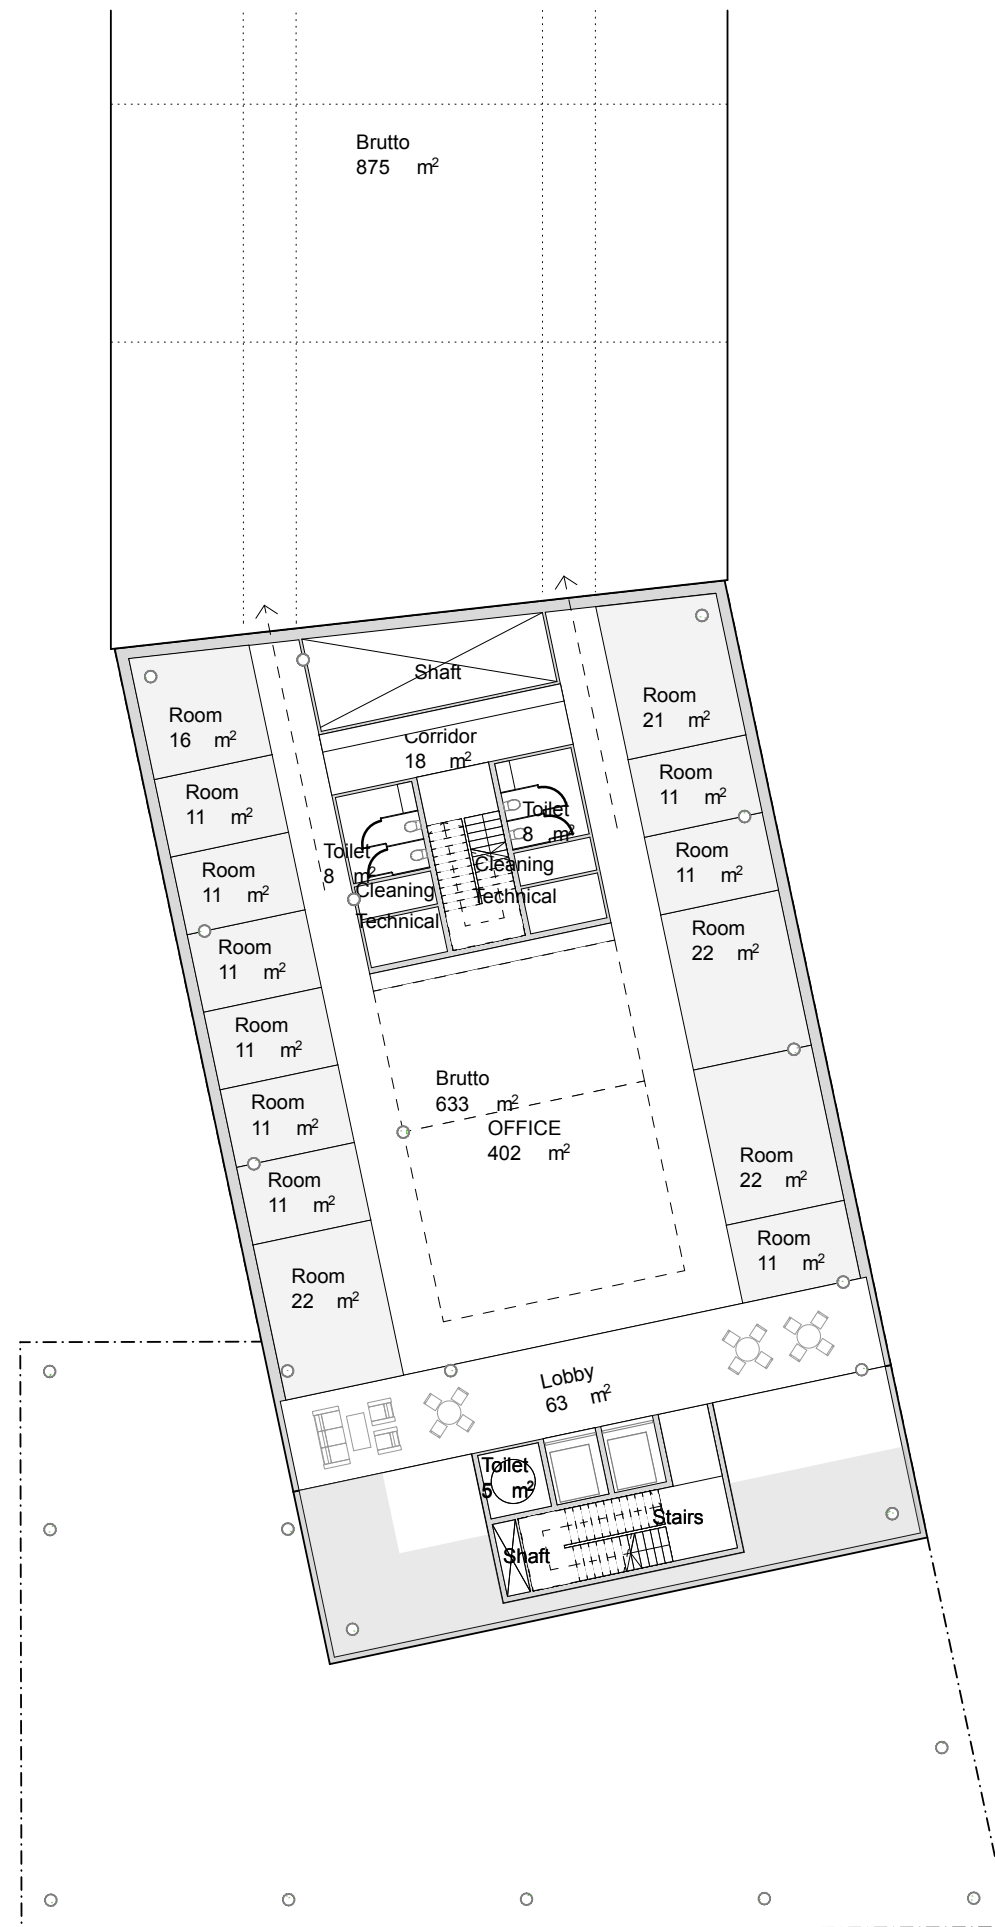 Brutto
875 m²
Shaft
Room
16 m²
Room
21 m²
Corridor
18 m²
Room
11 m²
Room
11 m²
Toilet
8 m²
Toilet
8 m²
Room
11 m²
Room
11 m²
Cleaning
Cleaning
Technical
Technical
Room
11 m²
Room
22 m²
Room
11 m²
Brutto
633 m²
OFFICE
402 m²
Room
11 m²
Room
22 m²
Room
11 m²
Room
11 m²
Room
22 m²
Lobby
63 m²
Toilet
5 m²
Stairs
Shaft